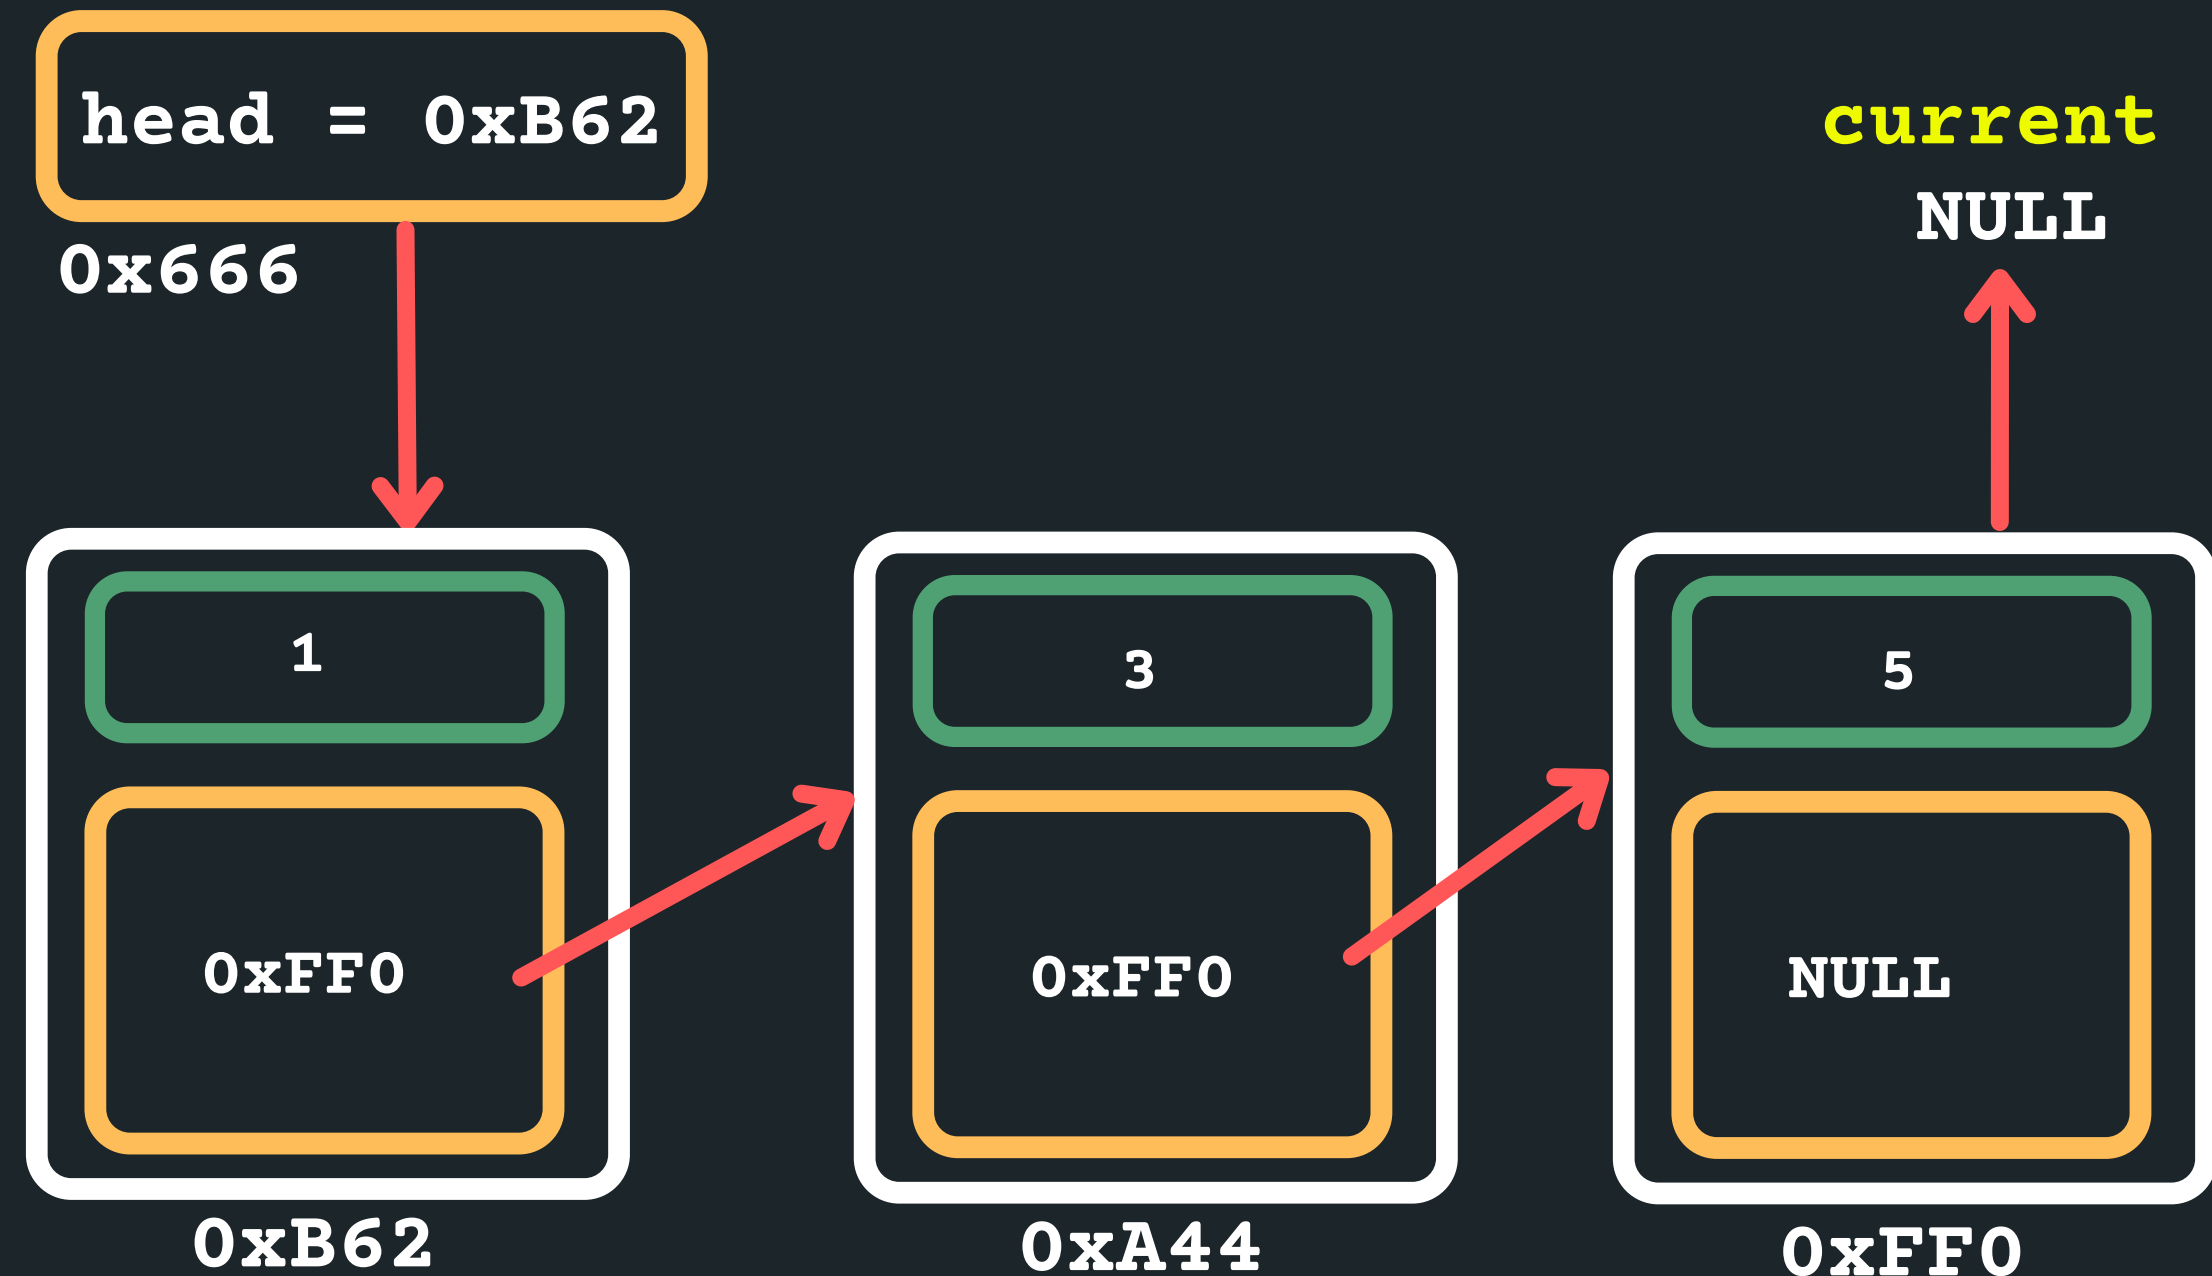 head = 0xB62
0x666
current
NULL
1
0xFF0
0xB62
3
0xFF0
0xA44
5
NULL
0xFF0